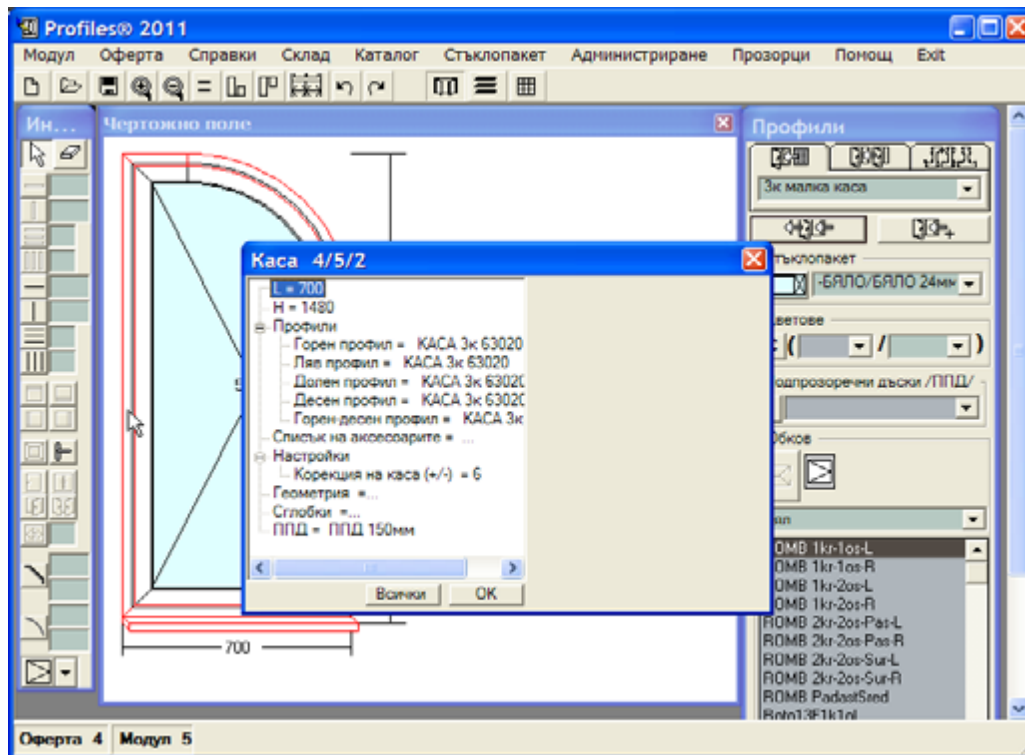 Profiles® 2011
Модул Оферта Справки Склад Каталог Стъклопакет Администриране Прозорци Помощ Exit
Ин...
Чертожно поле
Профили
3к малка каса
-БЯЛО/БЯЛО 24мм
( / )
Каса 4/5/2
L = 700
H = 1480
Профили
Горен профил = КАСА 3к 63020
Ляв профил = КАСА 3к 63020
Долен профил = КАСА 3к 63020
Десен профил = КАСА 3к 63020
Горен-десен профил = КАСА 3к
Списък на аксесоарите = ...
Настройки
Корекция на каса (+/-) = 6
Геометрия =...
Сглобки =...
ППД = ППД 150мм
Всички OK
700
тъклопакет
ветове
одпрозоречни дъски /ППД/
Обков
OMB 1kr-1os-L
OMB 1kr-1os-R
OMB 1kr-2os-L
ROMB 1kr-2os-R
ROMB 2kr-2os-Pas-L
ROMB 2kr-2os-Pas-R
ROMB 2kr-2os-Sur-L
ROMB 2kr-2os-Sur-R
ROMB PadastSred
Оферта 4 Модул 5